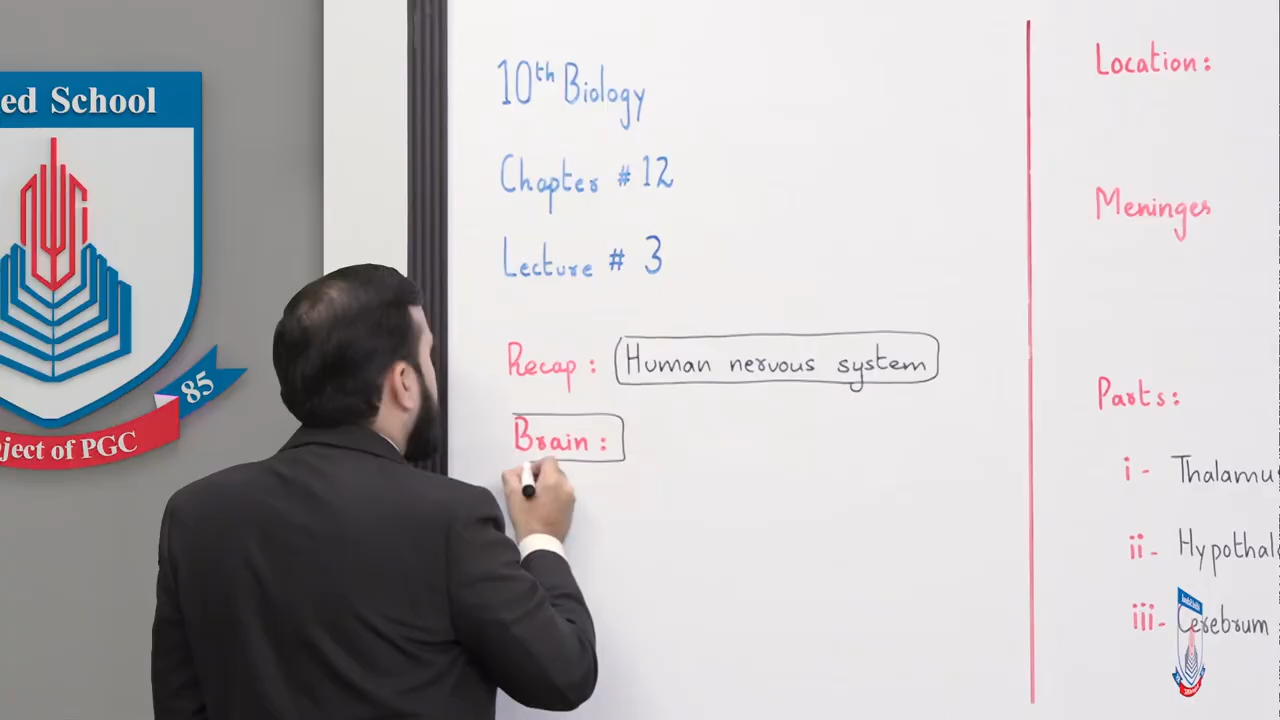 ed School
ject of PGC
85
10th Biology
Chapter # 12
Lecture # 3
Recap : Human nervous system
Brain :
Location :
Meninges
Parts :
i - Thalamu
ii - Hypothal
iii - Cerebrum :